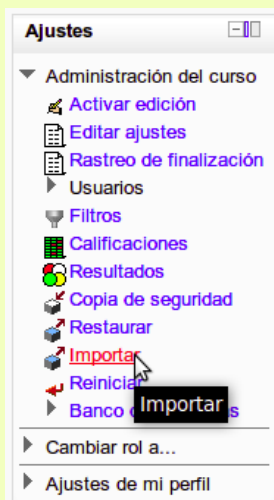 Ajustes
Administración del curso
Activar edición
Editar ajustes
Rastreo de finalización
Usuarios
Filtros
Calificaciones
Resultados
Copia de seguridad
Restaurar
Importar
Reiniciar
Importar
Banco
Cambiar rol a...
Ajustes de mi perfil